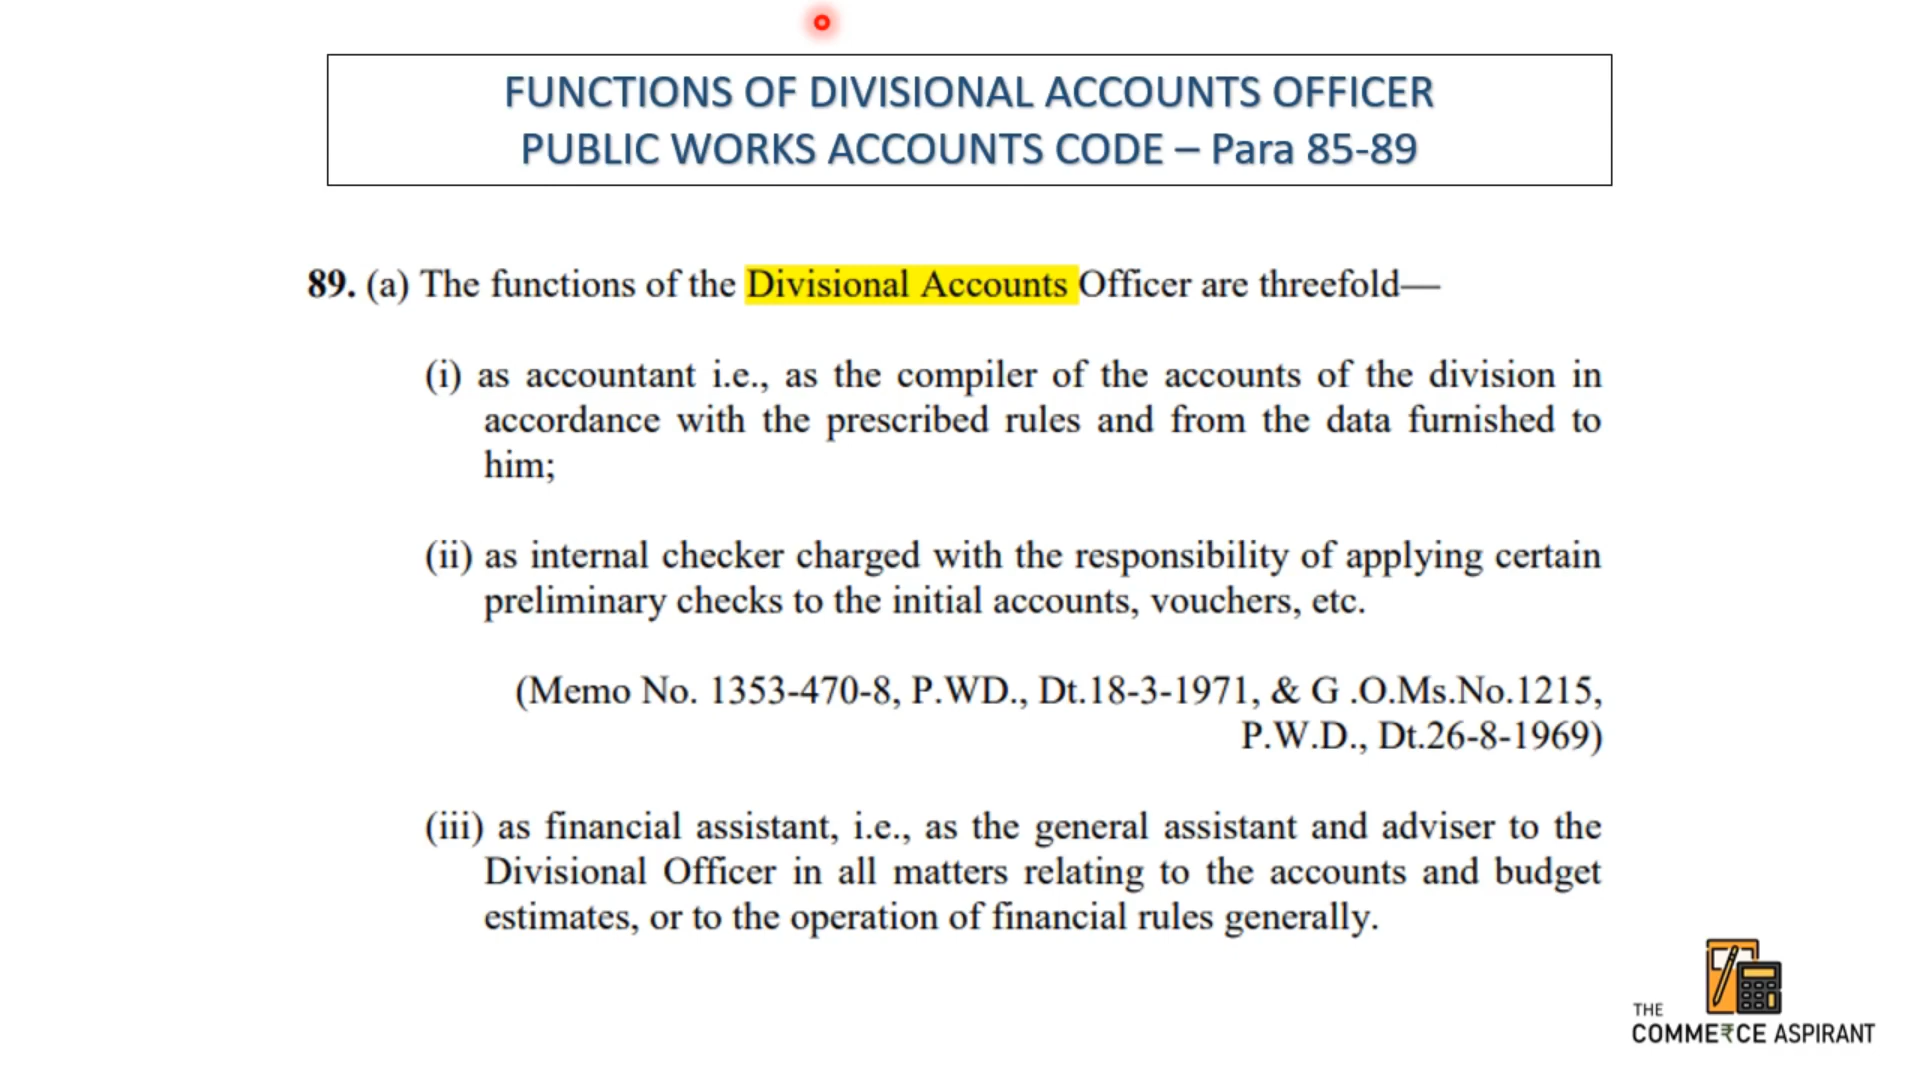 FUNCTIONS OF DIVISIONAL ACCOUNTS OFFICER
PUBLIC WORKS ACCOUNTS CODE – Para 85-89
89. (a) The functions of the Divisional Accounts Officer are threefold—
(i) as accountant i.e., as the compiler of the accounts of the division in
accordance with the prescribed rules and from the data furnished to
him;
(ii) as internal checker charged with the responsibility of applying certain
preliminary checks to the initial accounts, vouchers, etc.
(Memo No. 1353-470-8, P.WD., Dt.18-3-1971, & G .O.Ms.No.1215,
P.W.D., Dt.26-8-1969)
(iii) as financial assistant, i.e., as the general assistant and adviser to the
Divisional Officer in all matters relating to the accounts and budget
estimates, or to the operation of financial rules generally.
THE
COMME₹CE ASPIRANT